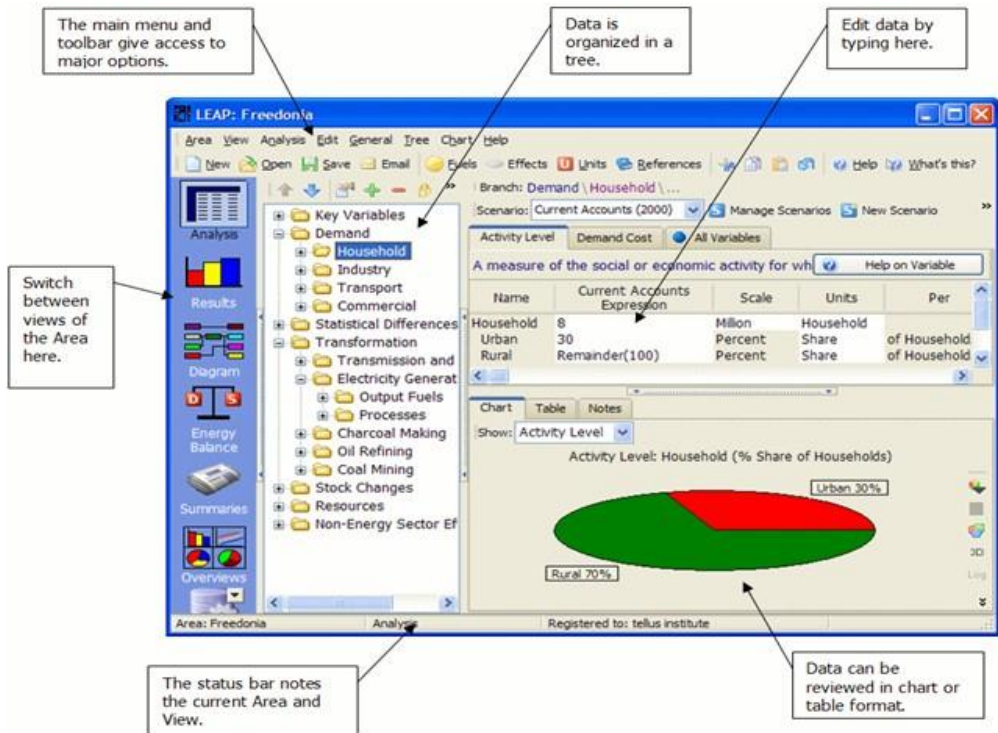 The main menu and
toolbar give access to
major options.
Data is
organized in a
tree.
Edit data by
typing here.
LEAP: Freedonia
Area View Analysis Edit General Tree Chart Help
New Open Save Email Fuels Effects Units References Help What's this?
Switch
between
views of
the Area
here.
Analysis
Results
Diagram
Energy
Balance
Summaries
Overviews
Key Variables
Demand
Household
Industry
Transport
Commercial
Statistical Differences
Transformation
Transmission and
Electricity Generat
Output Fuels
Processes
Charcoal Making
Oil Refining
Coal Mining
Stock Changes
Resources
Non-Energy Sector Ef
Branch: Demand \ Household \ ...
Scenario: Current Accounts (2000) Manage Scenarios New Scenario
Activity Level Demand Cost All Variables
A measure of the social or economic activity for wh Help on Variable
Name Current Accounts Expression Scale Units Per
Household 8 Million Household
Urban 30 Percent Share of Household
Rural Remainder(100) Percent Share of Household
Chart Table Notes
Show: Activity Level
Activity Level: Household (% Share of Households)
Urban 30%
Rural 70%
3D
Log
Area: Freedonia Analysis Registered to: tellus institute
The status bar notes
the current Area and
View.
Data can be
reviewed in chart or
table format.